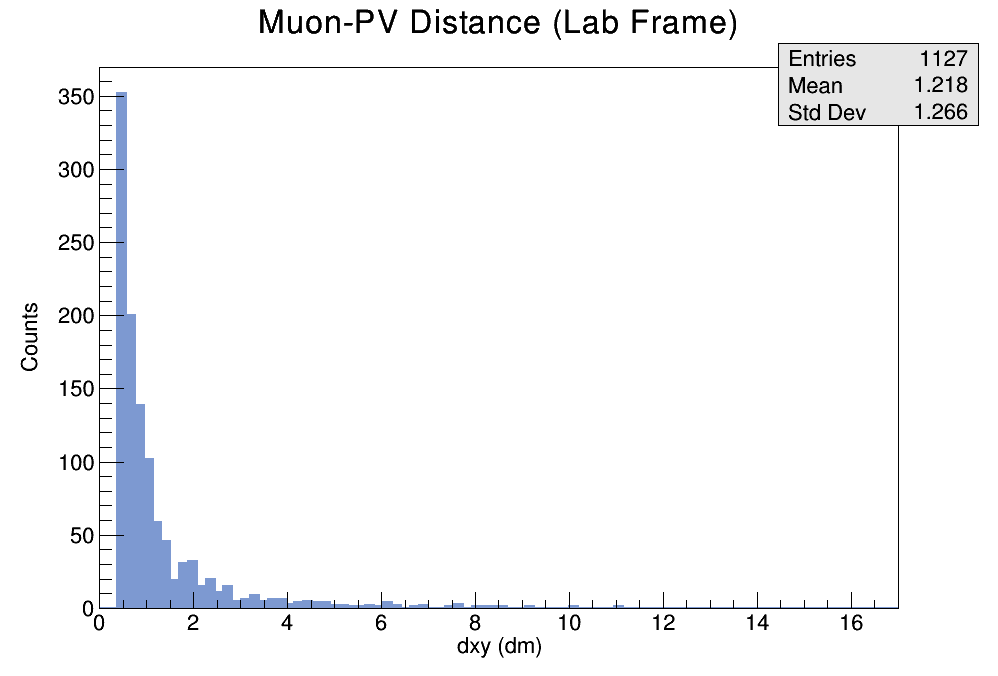 Muon-PV Distance (Lab Frame)
Entries 1127
Mean 1.218
Std Dev 1.266
350
300
250
200
150
100
50
0
Counts
0 2 4 6 8 10 12 14 16
dxy (dm)